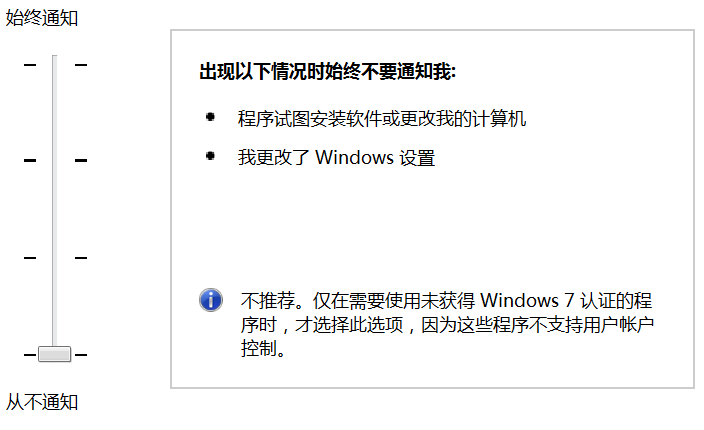 始终通知
出现以下情况时始终不要通知我:
程序试图安装软件或更改我的计算机
我更改了 Windows 设置
不推荐。仅在需要使用未获得 Windows 7 认证的程
序时，才选择此选项，因为这些程序不支持用户帐户
控制。
从不通知